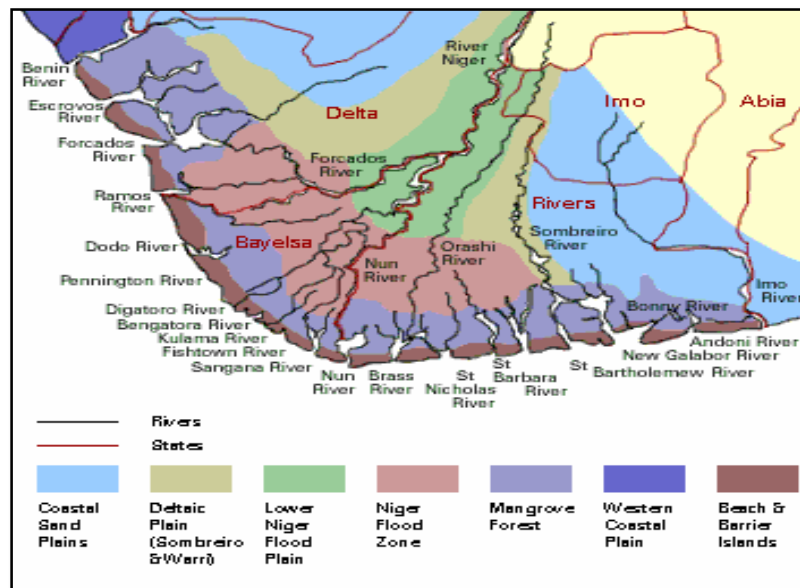 River
Niger
Benin
River
Escrovos
River
Forcados
River
Ramos
River
Dodo River
Pennington River
Digatoro River
Bengatora River
Kulama River
Fishtown River
Sangana River
Delta
Imo
Abia
Forcados
River
Rivers
Bayelsa
Nun
River
Orashi
River
Sombreiro
River
Imo
River
Bonny River
Andoni River
New Galabor River
St
Bartholemew River
Nun
River
Brass
River
St
Nicholas
River
St
Barbara
River
Rivers
States
Coastal
Sand
Plains
Deltaic
Plain
(Sombreiro
& Warri)
Lower
Niger
Flood
Plain
Niger
Flood
Zone
Mangrove
Forest
Western
Coastal
Plain
Beach &
Barrier
Islands